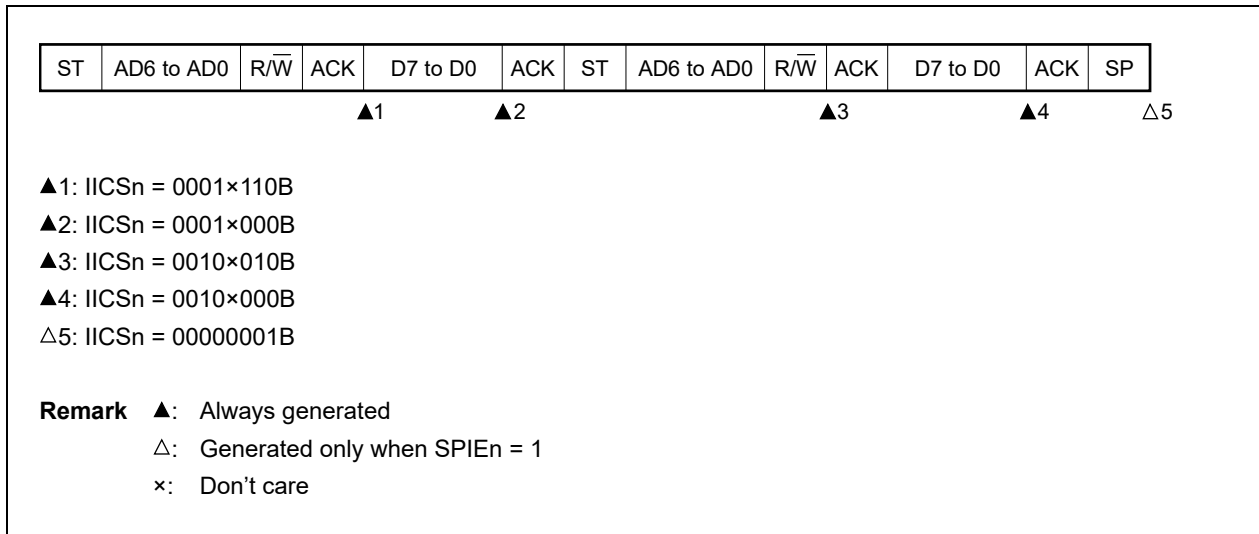 ST AD6 to AD0 R/W̅ ACK D7 to D0 ACK ST AD6 to AD0 R/W̅ ACK D7 to D0 ACK SP
▲1 ▲2 ▲3 ▲4 △5
▲1: IICSn = 0001×110B
▲2: IICSn = 0001×000B
▲3: IICSn = 0010×010B
▲4: IICSn = 0010×000B
△5: IICSn = 00000001B
Remark ▲: Always generated
△: Generated only when SPIEn = 1
×: Don't care